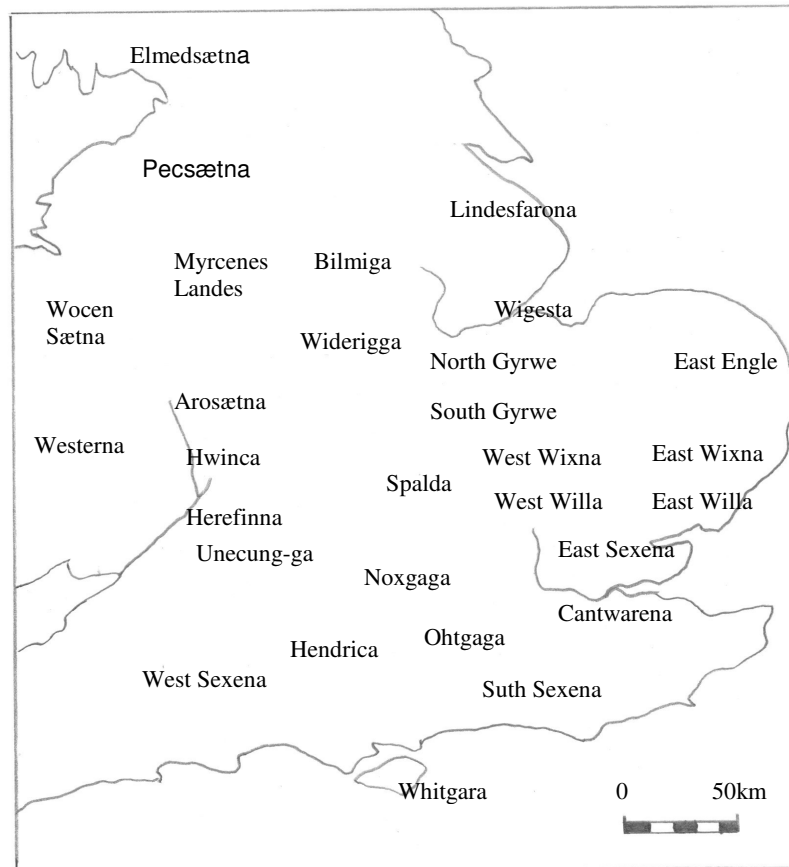 Elmedsætna
Pecsætna
Lindesfarona
Myrcenes
Landes
Bilmiga
Wocen
Sætna
Wigesta
Widerigga
North Gyrwe
East Engle
Arosætna
South Gyrwe
Westerna
Hwinca
West Wixna
East Wixna
Spalda
West Willa
East Willa
Herefinna
Unecung-ga
East Sexena
Noxgaga
Cantwarena
Ohtgaga
Hendrica
West Sexena
Suth Sexena
Whitgara
0 50km